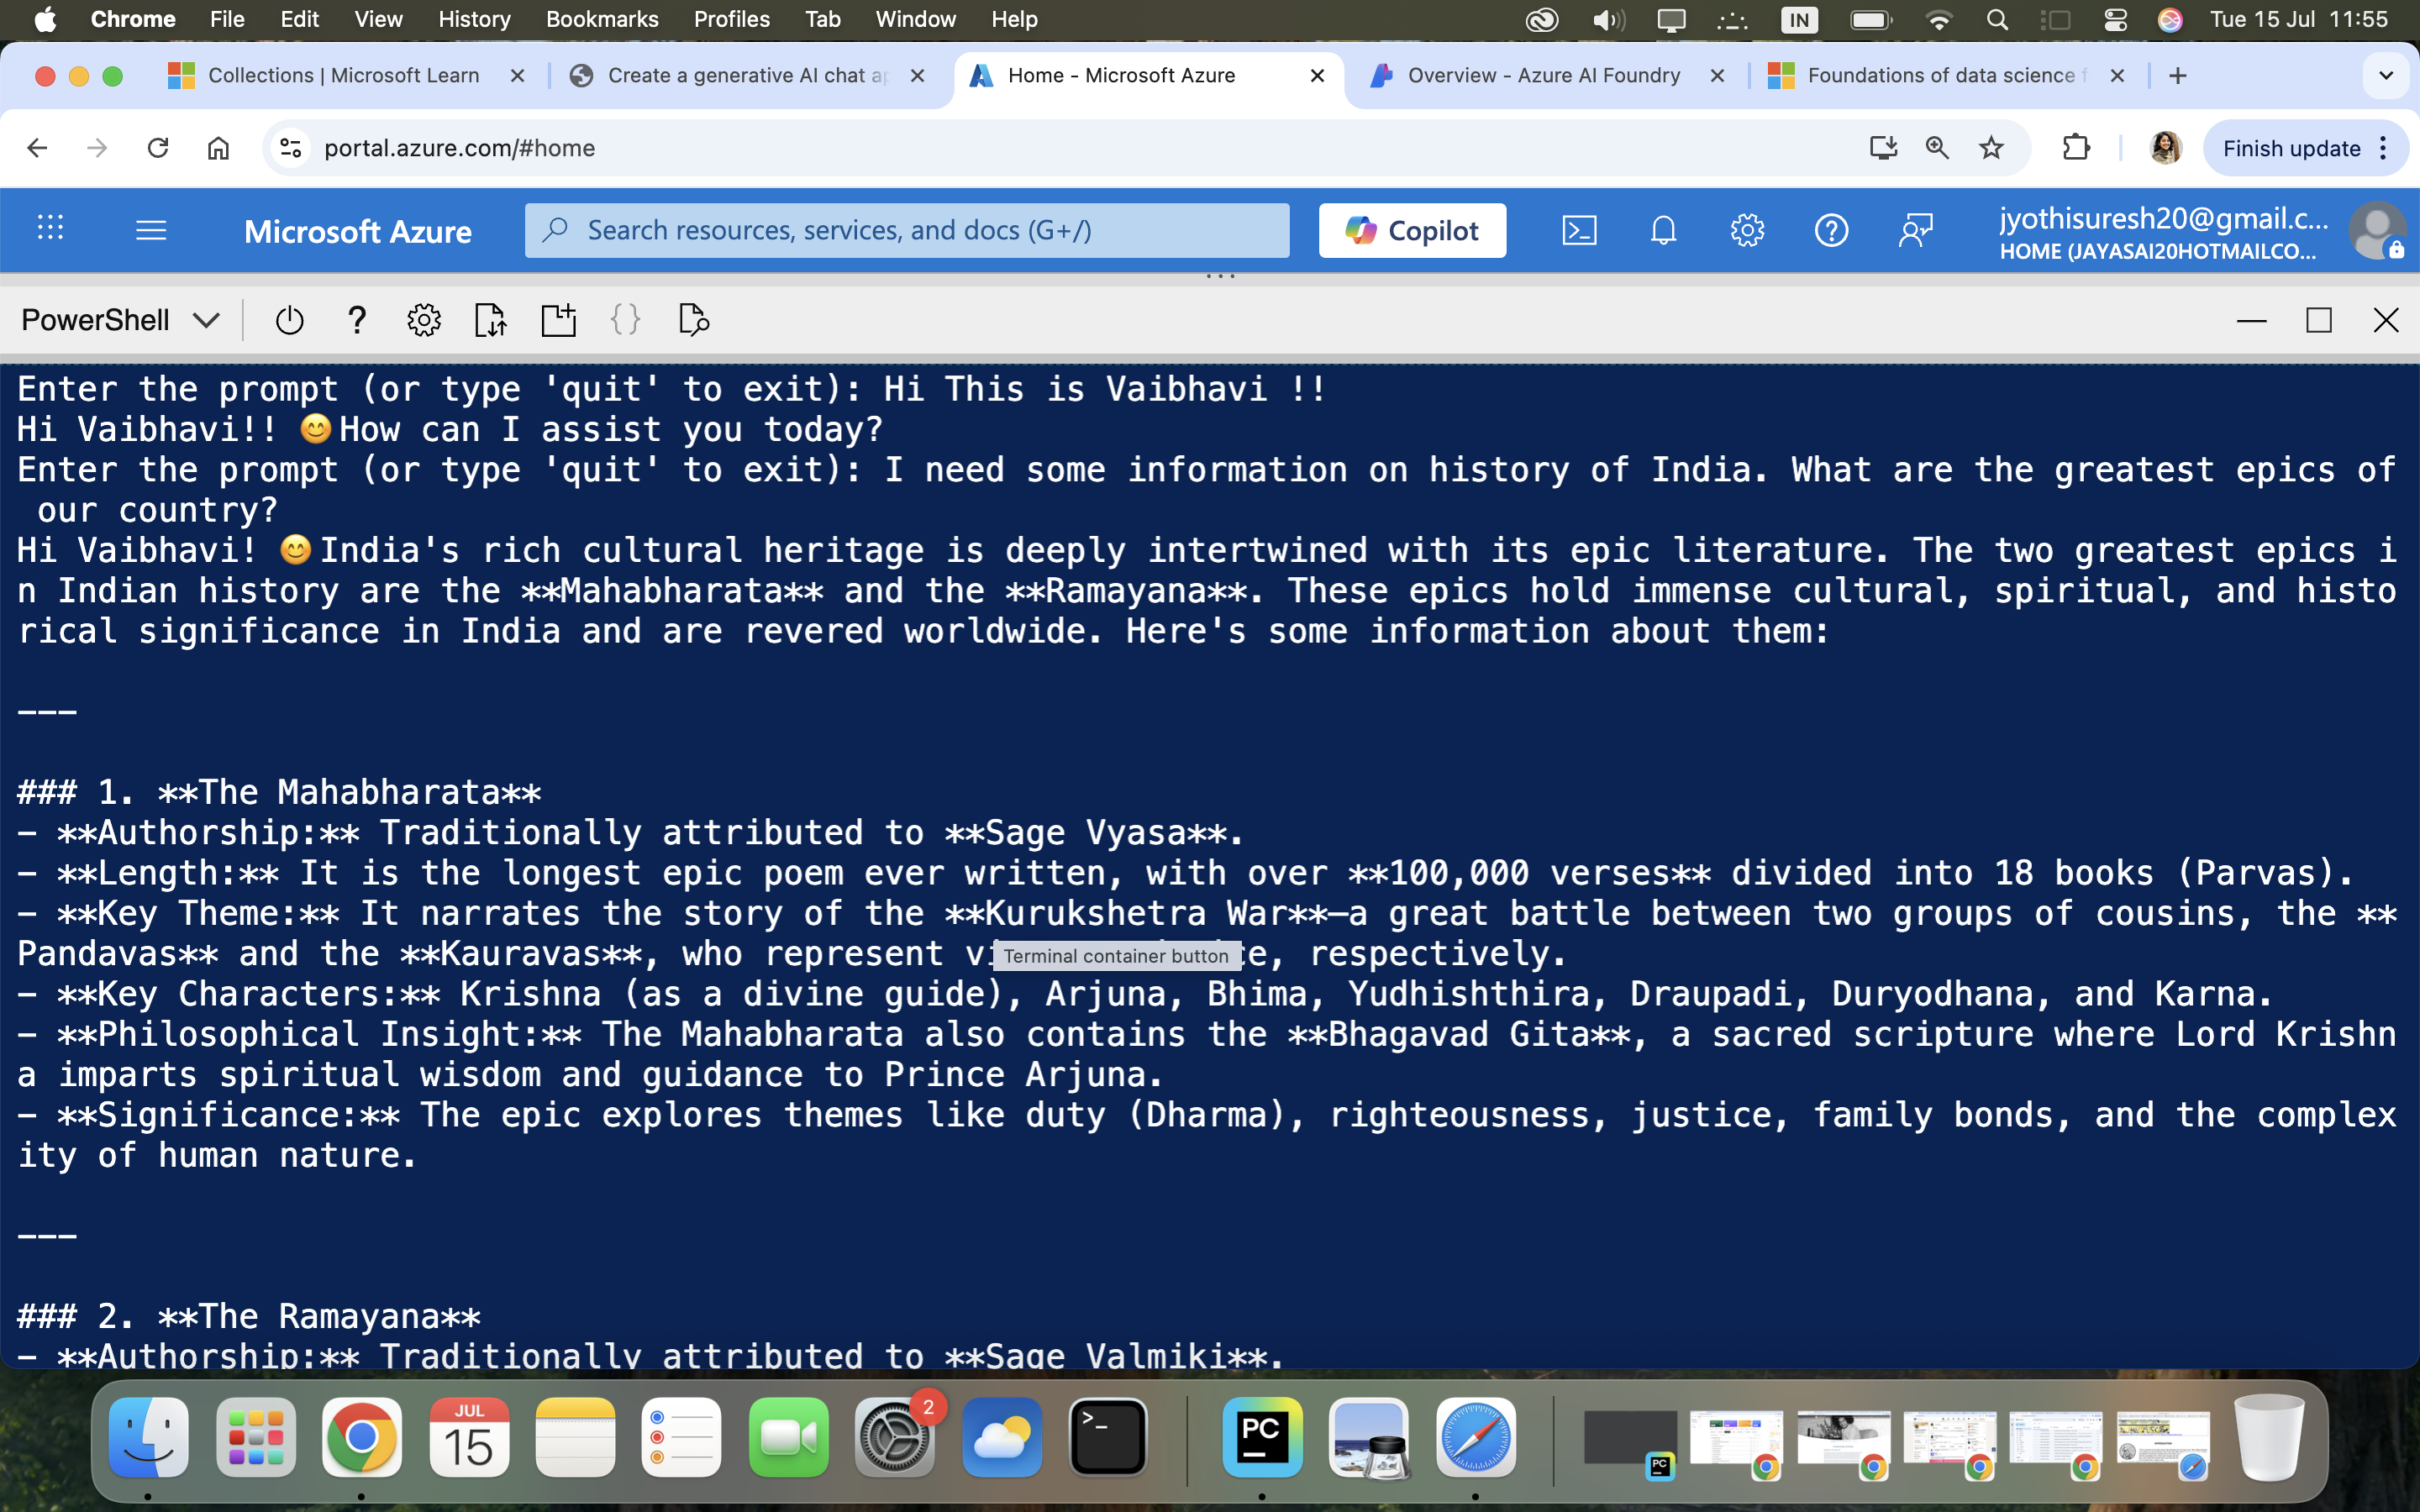 Chrome File Edit View History Bookmarks Profiles Tab Window Help IN Tue 15 Jul 11:55
Collections | Microsoft Learn Create a generative AI chat ap Home - Microsoft Azure Overview - Azure AI Foundry Foundations of data science f
portal.azure.com/#home Finish update
Microsoft Azure Search resources, services, and docs (G+/) Copilot jyothisuresh20@gmail.c...
HOME (JAYASAI20HOTMAILCO...
PowerShell
Enter the prompt (or type 'quit' to exit): Hi This is Vaibhavi !!
Hi Vaibhavi!! 😊 How can I assist you today?
Enter the prompt (or type 'quit' to exit): I need some information on history of India. What are the greatest epics of
our country?
Hi Vaibhavi! 😊 India's rich cultural heritage is deeply intertwined with its epic literature. The two greatest epics i
n Indian history are the **Mahabharata** and the **Ramayana**. These epics hold immense cultural, spiritual, and histo
rical significance in India and are revered worldwide. Here's some information about them:
---
### 1. **The Mahabharata**
- **Authorship:** Traditionally attributed to **Sage Vyasa**.
- **Length:** It is the longest epic poem ever written, with over **100,000 verses** divided into 18 books (Parvas).
- **Key Theme:** It narrates the story of the **Kurukshetra War**—a great battle between two groups of cousins, the **
Pandavas** and the **Kauravas**, who represent , respectively.
Terminal container button
- **Key Characters:** Krishna (as a divine guide), Arjuna, Bhima, Yudhishthira, Draupadi, Duryodhana, and Karna.
- **Philosophical Insight:** The Mahabharata also contains the **Bhagavad Gita**, a sacred scripture where Lord Krishn
a imparts spiritual wisdom and guidance to Prince Arjuna.
- **Significance:** The epic explores themes like duty (Dharma), righteousness, justice, family bonds, and the complex
ity of human nature.
---
### 2. **The Ramayana**
- **Authorship:** Traditionally attributed to **Sage Valmiki**.
JUL
15
2
PC